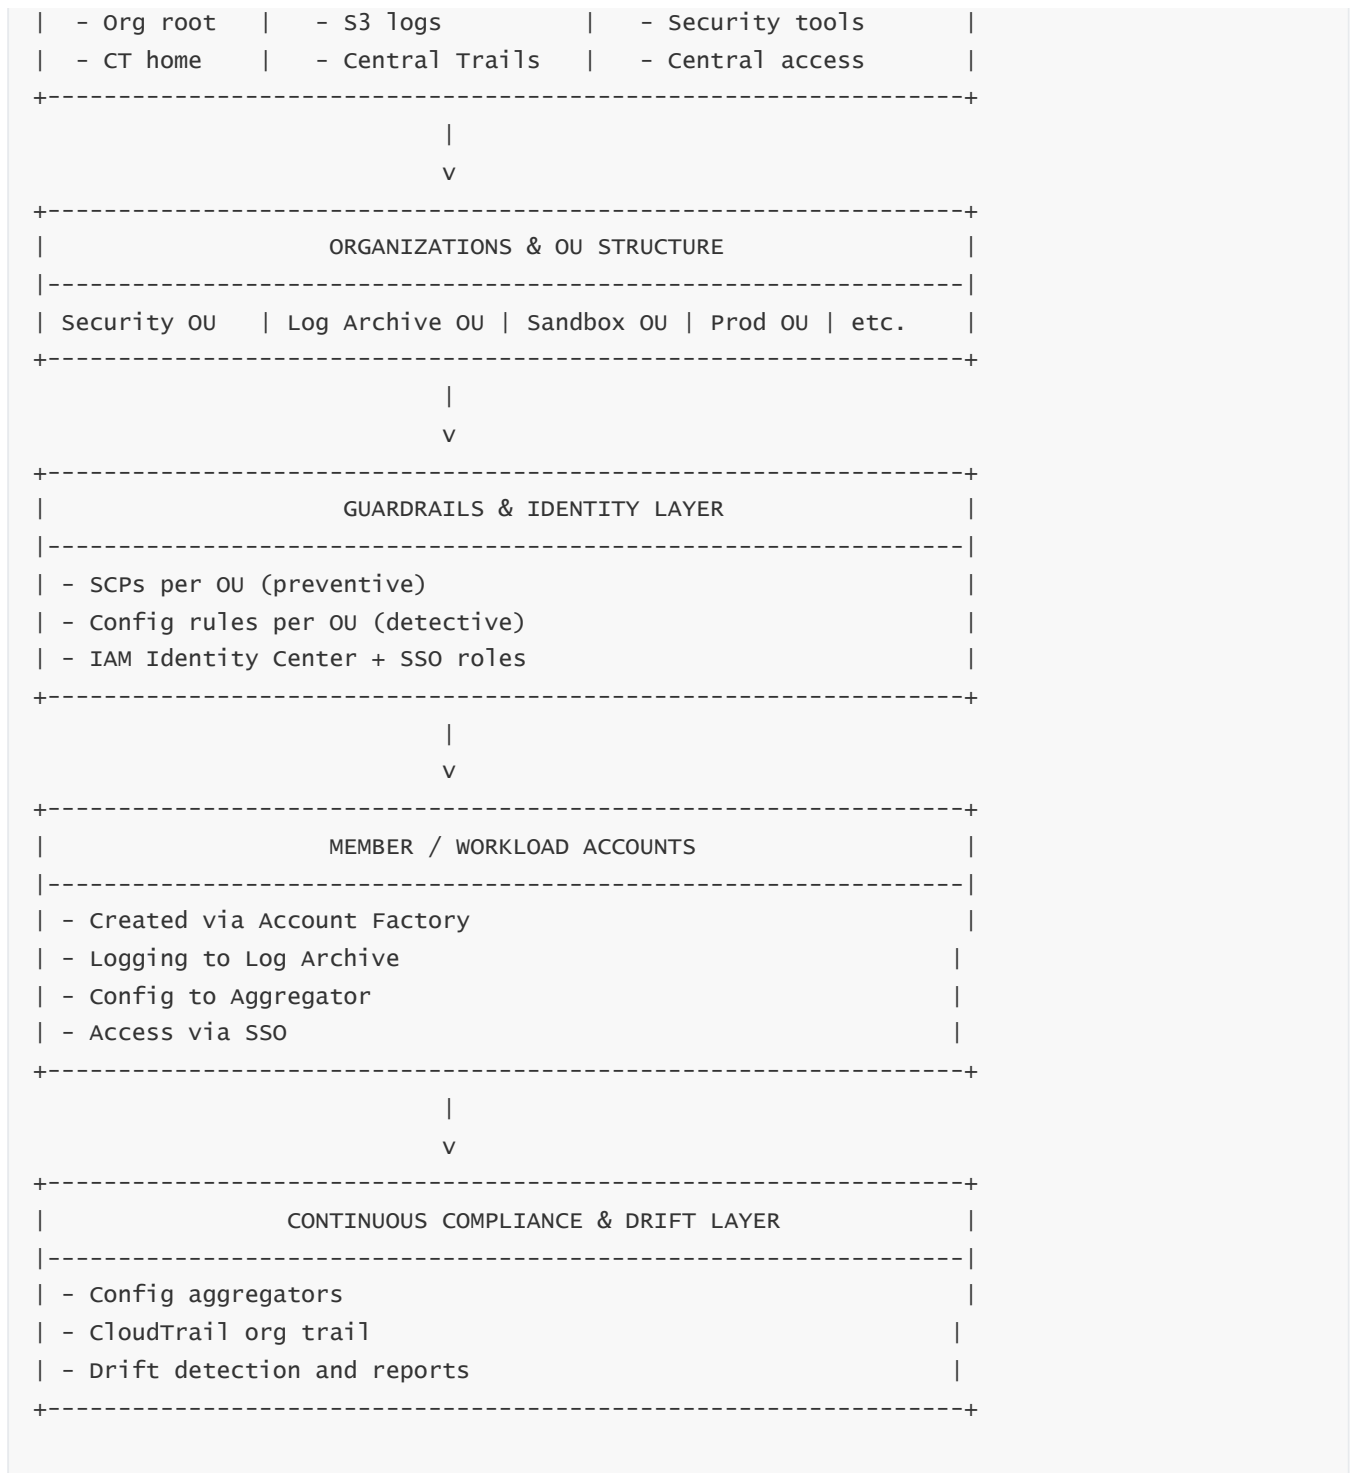 |  - Org root   |   - S3 logs          |   - Security tools       |
|  - CT home    |   - Central Trails   |   - Central access       |
+-----------------------------------------------------------------+
                             |
                             v
+-----------------------------------------------------------------+
|                    ORGANIZATIONS & OU STRUCTURE                 |
|-----------------------------------------------------------------|
| Security OU   | Log Archive OU | Sandbox OU | Prod OU | etc.    |
+-----------------------------------------------------------------+
                             |
                             v
+-----------------------------------------------------------------+
|                     GUARDRAILS & IDENTITY LAYER                 |
|-----------------------------------------------------------------|
| - SCPs per OU (preventive)                                      |
| - Config rules per OU (detective)                               |
| - IAM Identity Center + SSO roles                               |
+-----------------------------------------------------------------+
                             |
                             v
+-----------------------------------------------------------------+
|                    MEMBER / WORKLOAD ACCOUNTS                   |
|-----------------------------------------------------------------|
| - Created via Account Factory                                   |
| - Logging to Log Archive                                       |
| - Config to Aggregator                                         |
| - Access via SSO                                               |
+-----------------------------------------------------------------+
                             |
                             v
+-----------------------------------------------------------------+
|                 CONTINUOUS COMPLIANCE & DRIFT LAYER             |
|-----------------------------------------------------------------|
| - Config aggregators                                            |
| - CloudTrail org trail                                         |
| - Drift detection and reports                                  |
+-----------------------------------------------------------------+